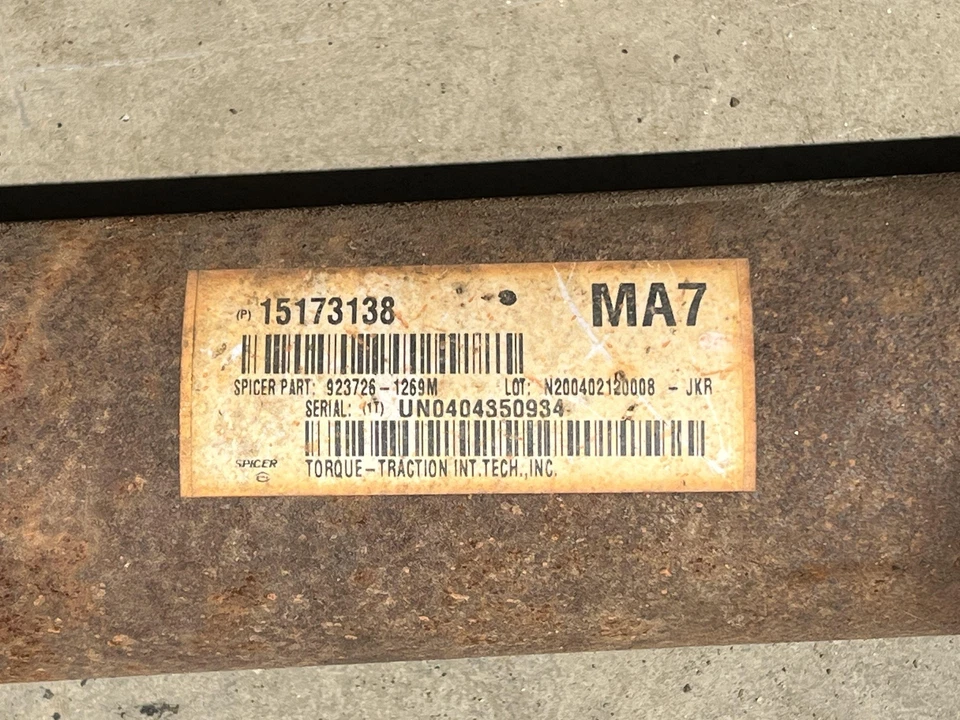 (P) 15173138 MA7
SPICER PART: 923726-1269M LOT: N200402120008 - JKR
SERIAL: (1T) UN0404350934
SPICER TORQUE-TRACTION INT.TECH.,INC.